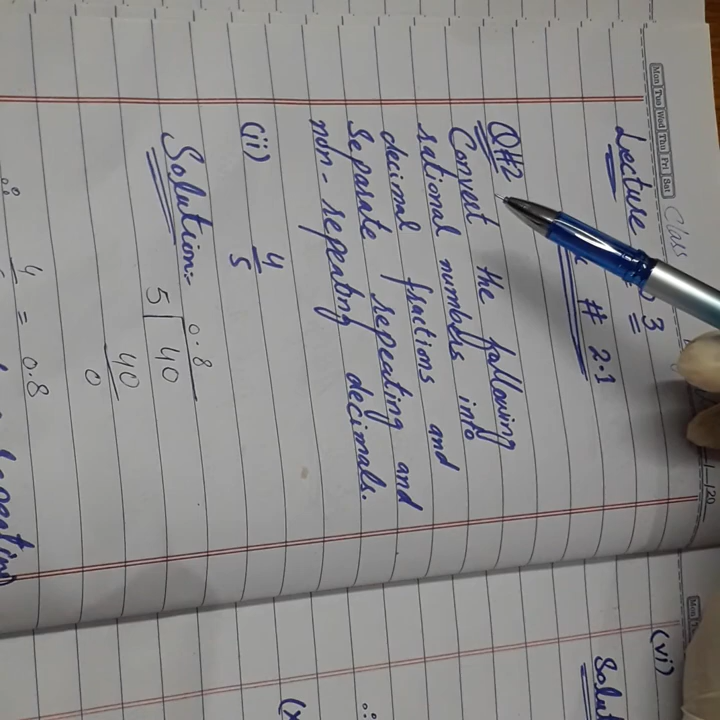 Mon Tue Wed Thu Fri Sat
Class
Lecture 3
# 2.1
Q#2
Convert the following
rational numbers into
decimal frations and
Separate repeating and
non-repeating decimals.
(ii) 4/5
Solution:-
0.8
5 40
40
0
∵ 4 = 0.8
(vi)